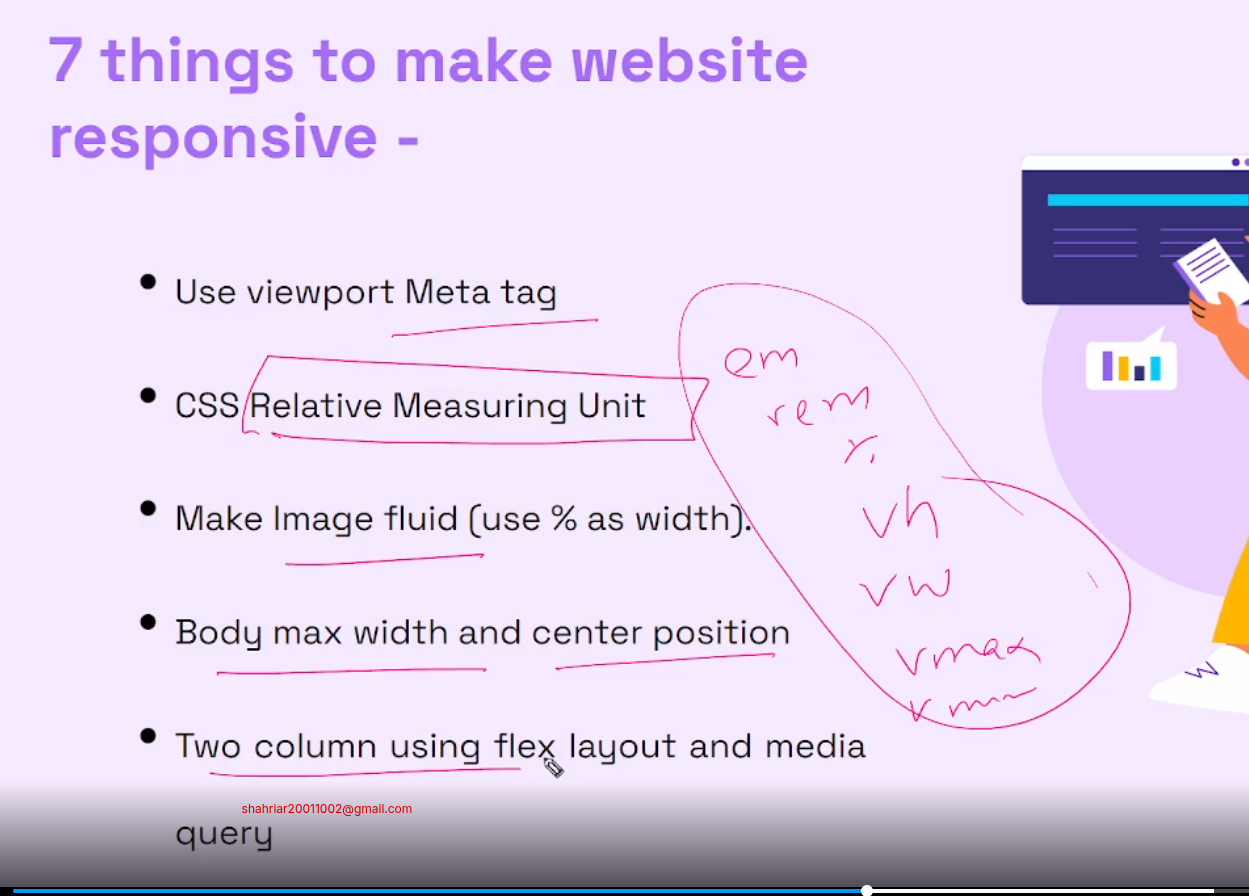 7 things to make website
responsive -
• Use viewport Meta tag
• CSS Relative Measuring Unit
• Make Image fluid (use % as width).
• Body max width and center position
• Two column using flex layout and media
query
em
rem
%
vh
vw
vmax
vmin
shahriar20011002@gmail.com